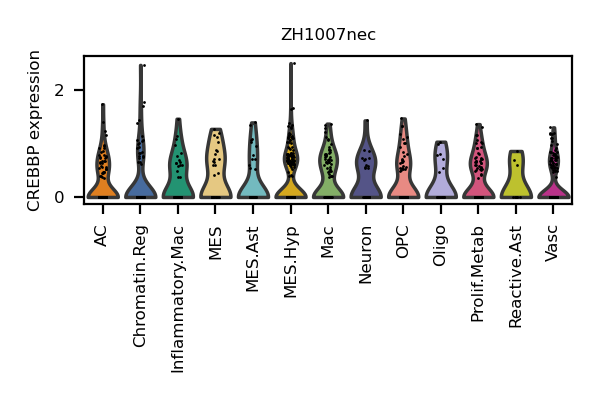 ZH1007nec
CREBBP expression
2
0
AC
Chromatin.Reg
Inflammatory.Mac
MES
MES.Ast
MES.Hyp
Mac
Neuron
OPC
Oligo
Prolif.Metab
Reactive.Ast
Vasc